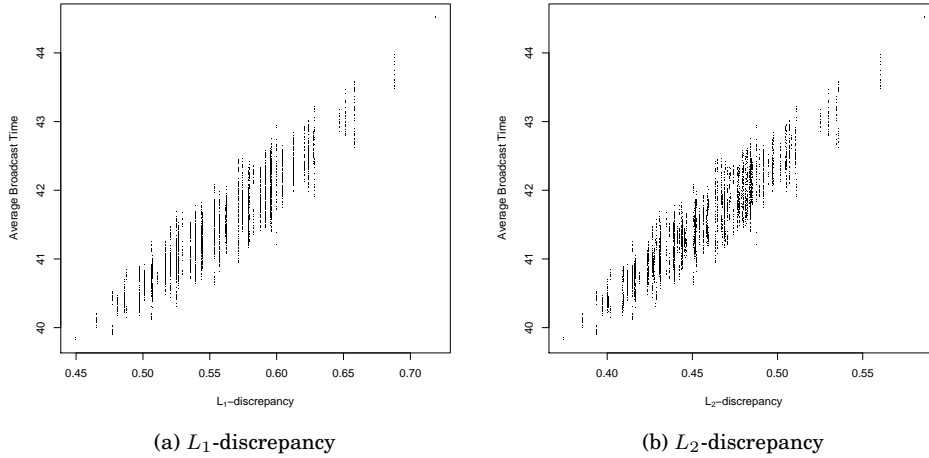 44
43
42
41
40
Average Broadcast Time
0.45 0.50 0.55 0.60 0.65 0.70
L₁−discrepancy
(a) L₁-discrepancy
44
43
42
41
40
Average Broadcast Time
0.40 0.45 0.50 0.55
L₂−discrepancy
(b) L₂-discrepancy